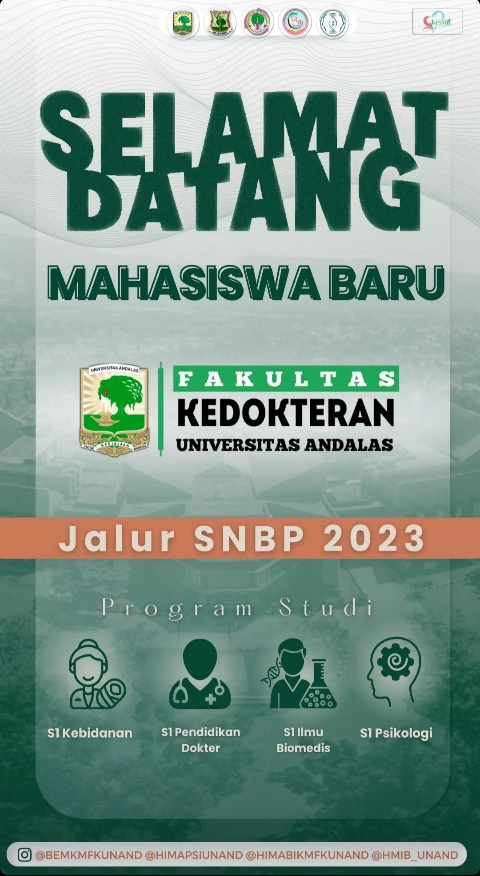 SELAMAT
DATANG
MAHASISWA BARU
UNIVERSITAS ANDALAS
FAKULTAS
KEDOKTERAN
UNIVERSITAS ANDALAS
Jalur SNBP 2023
Program Studi
S1 Kebidanan
S1 Pendidikan
Dokter
S1 Ilmu
Biomedis
S1 Psikologi
@BEMKMFKUNAND @HIMAPSIUNAND @HIMABIKMFKUNAND @HMIB_UNAND